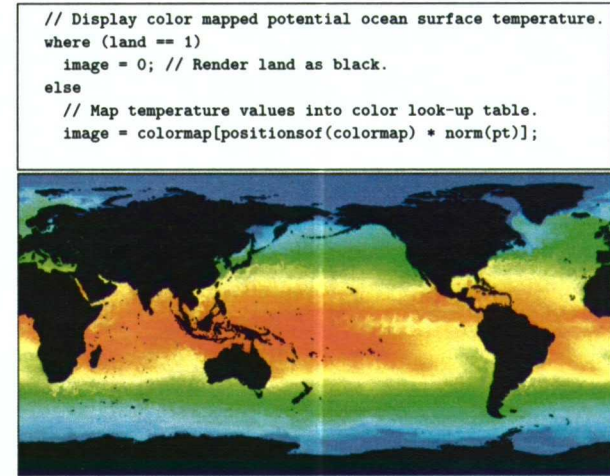 // Display color mapped potential ocean surface temperature.
where (land == 1)
image = 0; // Render land as black.
else
// Map temperature values into color look-up table.
image = colormap[positionsof(colormap) * norm(pt)];